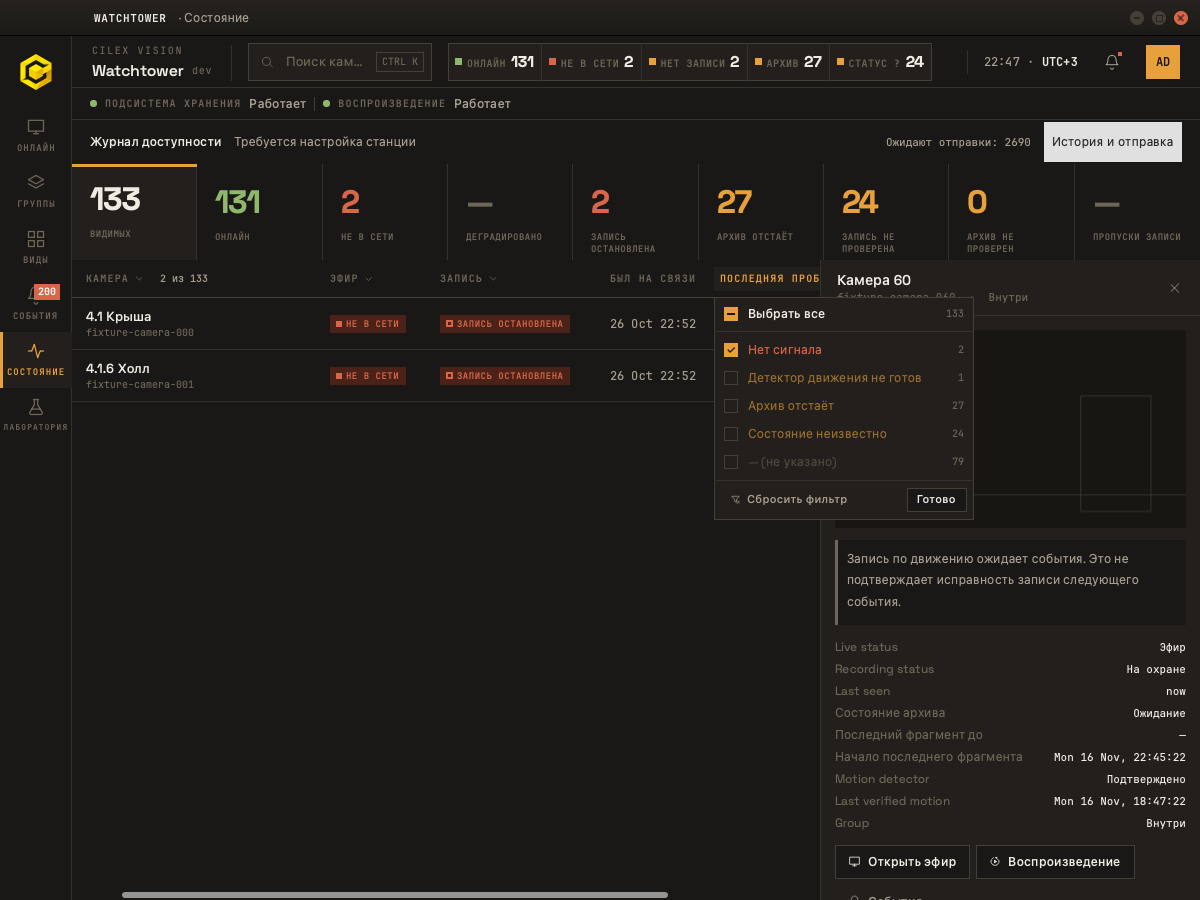 WATCHTOWER · Состояние
CILEX VISION
Watchtower dev
Поиск кам... CTRL K
ОНЛАЙН 131 НЕ В СЕТИ 2 НЕТ ЗАПИСИ 2 АРХИВ 27 СТАТУС ? 24
22:47 · UTC+3
AD
ПОДСИСТЕМА ХРАНЕНИЯ Работает ВОСПРОИЗВЕДЕНИЕ Работает
Журнал доступности Требуется настройка станции
Ожидают отправки: 2690 История и отправка
ОНЛАЙН
ГРУППЫ
ВИДЫ
200
СОБЫТИЯ
СОСТОЯНИЕ
ЛАБОРАТОРИЯ
133
ВИДИМЫХ
131
ОНЛАЙН
2
НЕ В СЕТИ
—
ДЕГРАДИРОВАНО
2
ЗАПИСЬ
ОСТАНОВЛЕНА
27
АРХИВ ОТСТАЁТ
24
ЗАПИСЬ НЕ
ПРОВЕРЕНА
0
АРХИВ НЕ
ПРОВЕРЕН
—
ПРОПУСКИ ЗАПИСИ
КАМЕРА 2 из 133 ЭФИР ЗАПИСЬ БЫЛ НА СВЯЗИ ПОСЛЕДНЯЯ ПРОБ
4.1 Крыша
fixture-camera-000
НЕ В СЕТИ ЗАПИСЬ ОСТАНОВЛЕНА 26 Oct 22:52
4.1.6 Холл
fixture-camera-001
НЕ В СЕТИ ЗАПИСЬ ОСТАНОВЛЕНА 26 Oct 22:52
Выбрать все 133
Нет сигнала 2
Детектор движения не готов 1
Архив отстаёт 27
Состояние неизвестно 24
— (не указано) 79
Сбросить фильтр Готово
Камера 60
Внутри
Запись по движению ожидает события. Это не
подтверждает исправность записи следующего
события.
Live status Эфир
Recording status На охране
Last seen now
Состояние архива Ожидание
Последний фрагмент до —
Начало последнего фрагмента Mon 16 Nov, 22:45:22
Motion detector Подтверждено
Last verified motion Mon 16 Nov, 18:47:22
Group Внутри
Открыть эфир Воспроизведение